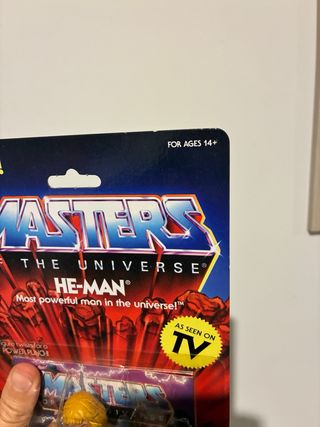 FOR AGES 14+
MASTERS
THE UNIVERSE®
HE-MAN®
Most powerful man in the universe!™
AS SEEN ON
TV
POWER PUNCH!
MASTERS